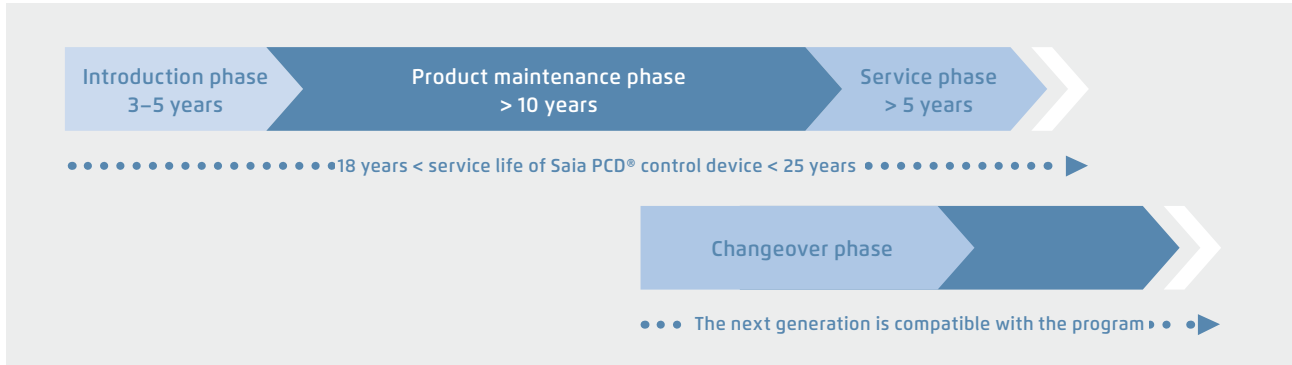 Introduction phase
3–5 years
Product maintenance phase
> 10 years
Service phase
> 5 years
18 years < service life of Saia PCD® control device < 25 years
Changeover phase
The next generation is compatible with the program